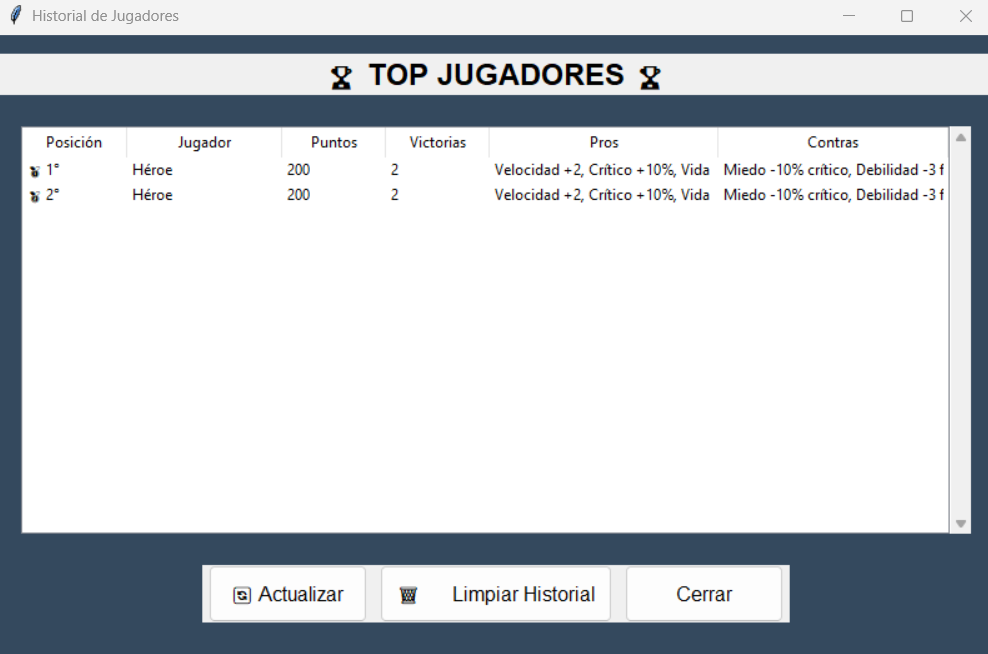 Historial de Jugadores
🏆 TOP JUGADORES 🏆
Posición Jugador Puntos Victorias Pros Contras
🥇 1° Héroe 200 2 Velocidad +2, Crítico +10%, Vida Miedo -10% crítico, Debilidad -3 f
🥈 2° Héroe 200 2 Velocidad +2, Crítico +10%, Vida Miedo -10% crítico, Debilidad -3 f
🔄 Actualizar 🗑 Limpiar Historial Cerrar